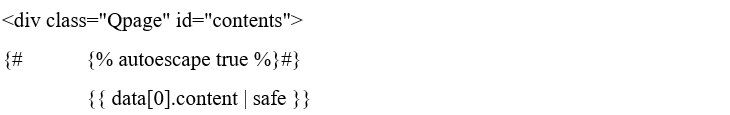 <div class="Qpage" id="contents">
{#        {% autoescape true %}#}
{{ data[0].content | safe }}